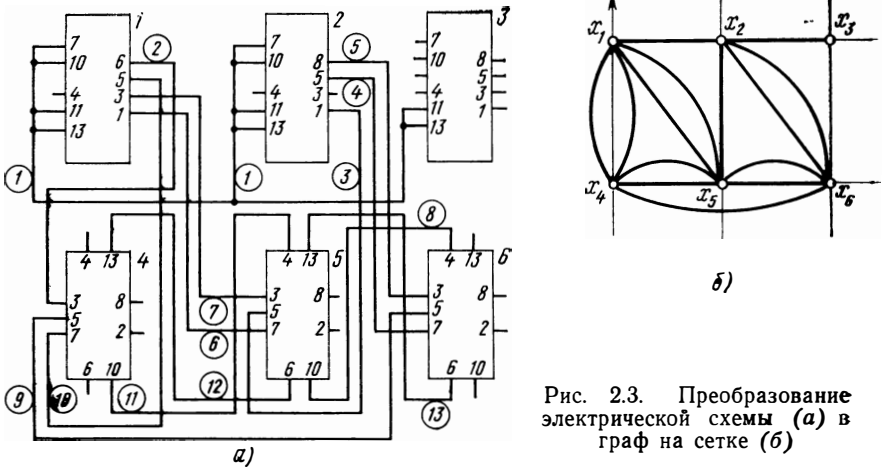 1 2 3
7 6 2 7 8 5 7
10 5 10 5 4 10 8
4 3 4 3 4 5
11 1 11 1 11 3
13 13 13 1
1 1 3
8
4 13 4 4 13 5 4 13 6
3 8 7 3 8 3 8
5 5 5
7 2 6 7 2 7 2
6 10 6 10 6 10
9 10 11 12 13
а)
x1 x2 x3
x4 x5 x6
б)
Рис. 2.3. Преобразование
электрической схемы (а) в
граф на сетке (б)